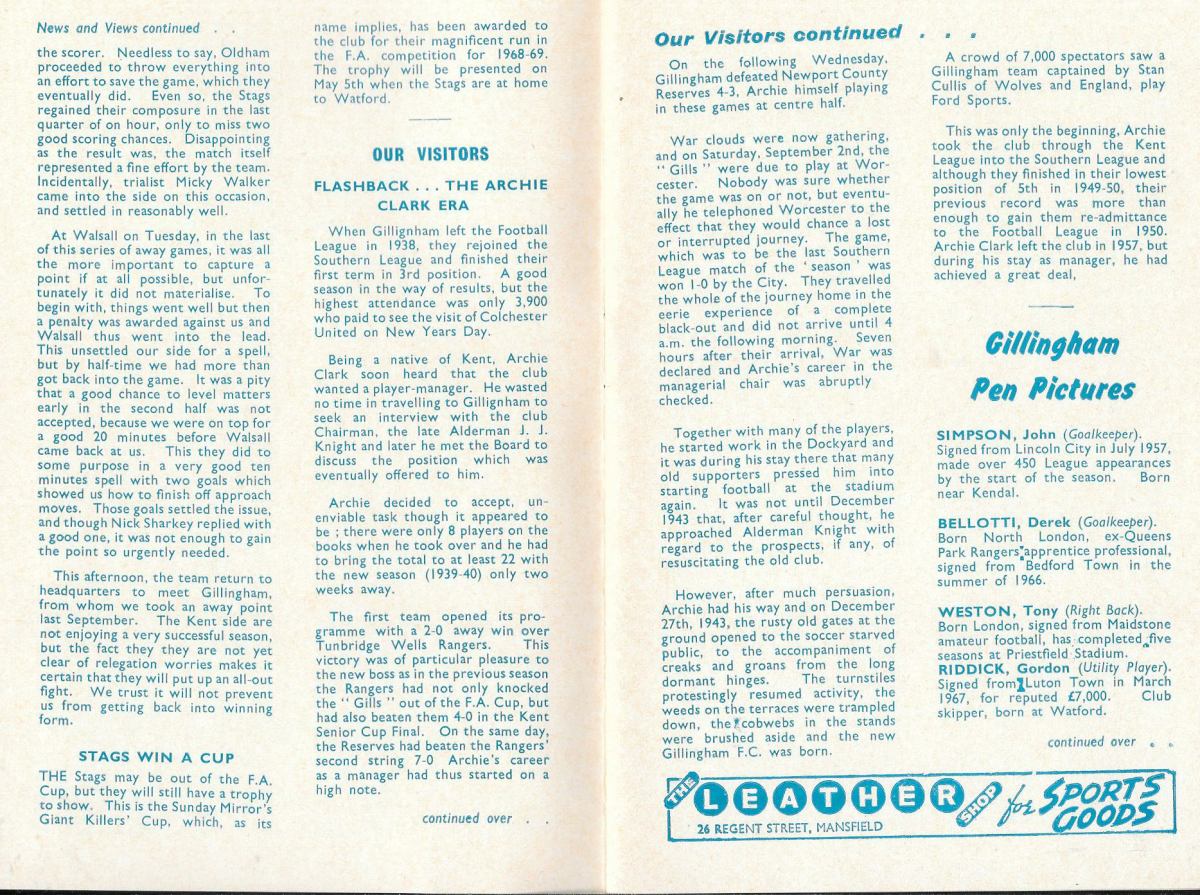 News and Views continued . .
the scorer. Needless to say, Oldham
proceeded to throw everything into
an effort to save the game, which they
eventually did. Even so, the Stags
regained their composure in the last
quarter of on hour, only to miss two
good scoring chances. Disappointing
as the result was, the match itself
represented a fine effort by the team.
Incidentally, trialist Micky Walker
came into the side on this occasion,
and settled in reasonably well.
At Walsall on Tuesday, in the last
of this series of away games, it was all
the more important to capture a
point if at all possible, but unfor-
tunately it did not materialise. To
begin with, things went well but then
a penalty was awarded against us and
Walsall thus went into the lead.
This unsettled our side for a spell,
but by half-time we had more than
got back into the game. It was a pity
that a good chance to level matters
early in the second half was not
accepted, because we were on top for
a good 20 minutes before Walsall
came back at us. This they did to
some purpose in a very good ten
minutes spell with two goals which
showed us how to finish off approach
moves. Those goals settled the issue,
and though Nick Sharkey replied with
a good one, it was not enough to gain
the point so urgently needed.
This afternoon, the team return to
headquarters to meet Gillingham,
from whom we took an away point
last September. The Kent side are
not enjoying a very successful season,
but the fact they they are not yet
clear of relegation worries makes it
certain that they will put up an all-out
fight. We trust it will not prevent
us from getting back into winning
form.
STAGS WIN A CUP
THE Stags may be out of the F.A.
Cup, but they will still have a trophy
to show. This is the Sunday Mirror's
Giant Killers' Cup, which, as its
name implies, has been awarded to
the club for their magnificent run in
the F.A. competition for 1968-69.
The trophy will be presented on
May 5th when the Stags are at home
to Watford.
OUR VISITORS
FLASHBACK . . . THE ARCHIE
CLARK ERA
When Gillignham left the Football
League in 1938, they rejoined the
Southern League and finished their
first term in 3rd position. A good
season in the way of results, but the
highest attendance was only 3,900
who paid to see the visit of Colchester
United on New Years Day.
Being a native of Kent, Archie
Clark soon heard that the club
wanted a player-manager. He wasted
no time in travelling to Gillignham to
seek an interview with the club
Chairman, the late Alderman J. J.
Knight and later he met the Board to
discuss the position which was
eventually offered to him.
Archie decided to accept, un-
enviable task though it appeared to
be ; there were only 8 players on the
books when he took over and he had
to bring the total to at least 22 with
the new season (1939-40) only two
weeks away.
The first team opened its pro-
gramme with a 2-0 away win over
Tunbridge Wells Rangers. This
victory was of particular pleasure to
the new boss as in the previous season
the Rangers had not only knocked
the " Gills " out of the F.A. Cup, but
had also beaten them 4-0 in the Kent
Senior Cup Final. On the same day,
the Reserves had beaten the Rangers'
second string 7-0 Archie's career
as a manager had thus started on a
high note.
continued over . .
Our Visitors continued . . .
On the following Wednesday,
Gillingham defeated Newport County
Reserves 4-3, Archie himself playing
in these games at centre half.
War clouds were now gathering,
and on Saturday, September 2nd, the
" Gills " were due to play at Wor-
cester. Nobody was sure whether
the game was on or not, but eventu-
ally he telephoned Worcester to the
effect that they would chance a lost
or interrupted journey. The game,
which was to be the last Southern
League match of the ' season ' was
won 1-0 by the City. They travelled
the whole of the journey home in the
eerie experience of a complete
black-out and did not arrive until 4
a.m. the following morning. Seven
hours after their arrival, War was
declared and Archie's career in the
managerial chair was abruptly
checked.
Together with many of the players,
he started work in the Dockyard and
it was during his stay there that many
old supporters pressed him into
starting football at the stadium
again. It was not until December
1943 that, after careful thought, he
approached Alderman Knight with
regard to the prospects, if any, of
resuscitating the old club.
However, after much persuasion,
Archie had his way and on December
27th, 1943, the rusty old gates at the
ground opened to the soccer starved
public, to the accompaniment of
creaks and groans from the long
dormant hinges. The turnstiles
protestingly resumed activity, the
weeds on the terraces were trampled
down, the cobwebs in the stands
were brushed aside and the new
Gillingham F.C. was born.
A crowd of 7,000 spectators saw a
Gillingham team captained by Stan
Cullis of Wolves and England, play
Ford Sports.
This was only the beginning, Archie
took the club through the Kent
League into the Southern League and
although they finished in their lowest
position of 5th in 1949-50, their
previous record was more than
enough to gain them re-admittance
to the Football League in 1950.
Archie Clark left the club in 1957, but
during his stay as manager, he had
achieved a great deal,
Gillingham
Pen Pictures
SIMPSON, John (Goalkeeper).
Signed from Lincoln City in July 1957,
made over 450 League appearances
by the start of the season. Born
near Kendal.
BELLOTTI, Derek (Goalkeeper).
Born North London, ex-Queens
Park Rangers apprentice professional,
signed from Bedford Town in the
summer of 1966.
WESTON, Tony (Right Back).
Born London, signed from Maidstone
amateur football, has completed five
seasons at Priestfield Stadium.
RIDDICK, Gordon (Utility Player).
Signed from Luton Town in March
1967, for reputed £7,000. Club
skipper, born at Watford.
continued over . .
THE LEATHER SHOP for SPORTS GOODS
26 REGENT STREET, MANSFIELD